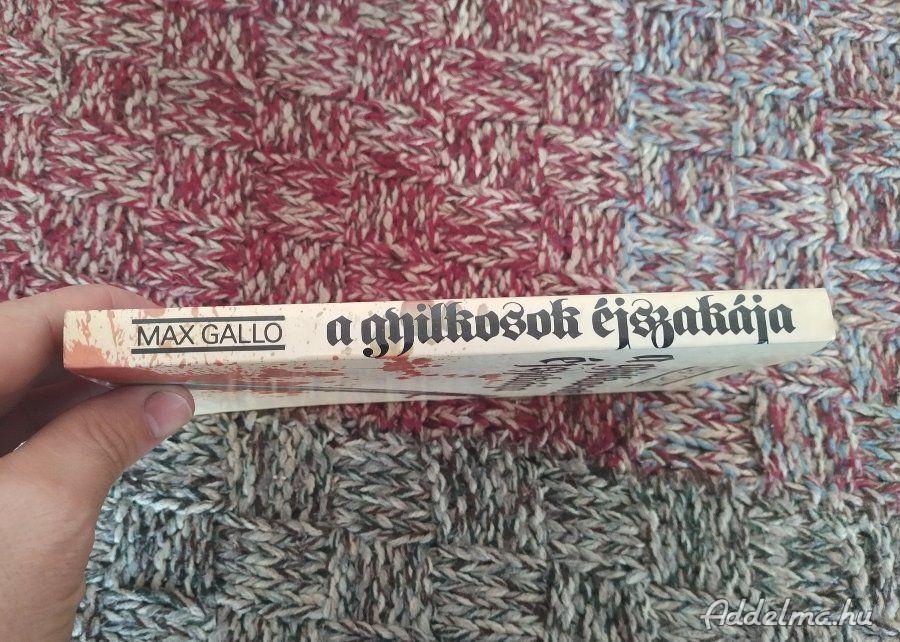 MAX GALLO
a gyilkosok éjszakája
Addelma.hu